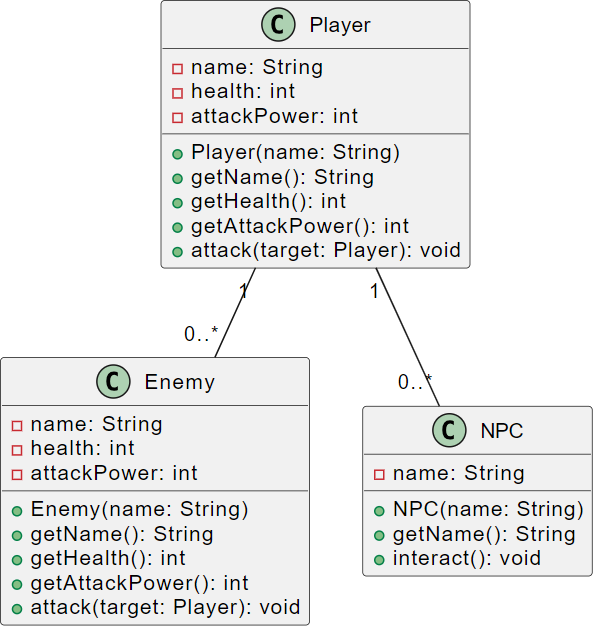 C Player
name: String
health: int
attackPower: int
Player(name: String)
getName(): String
getHealth(): int
getAttackPower(): int
attack(target: Player): void
1
1
0..*
0..*
C Enemy
name: String
health: int
attackPower: int
Enemy(name: String)
getName(): String
getHealth(): int
getAttackPower(): int
attack(target: Player): void
C NPC
name: String
NPC(name: String)
getName(): String
interact(): void